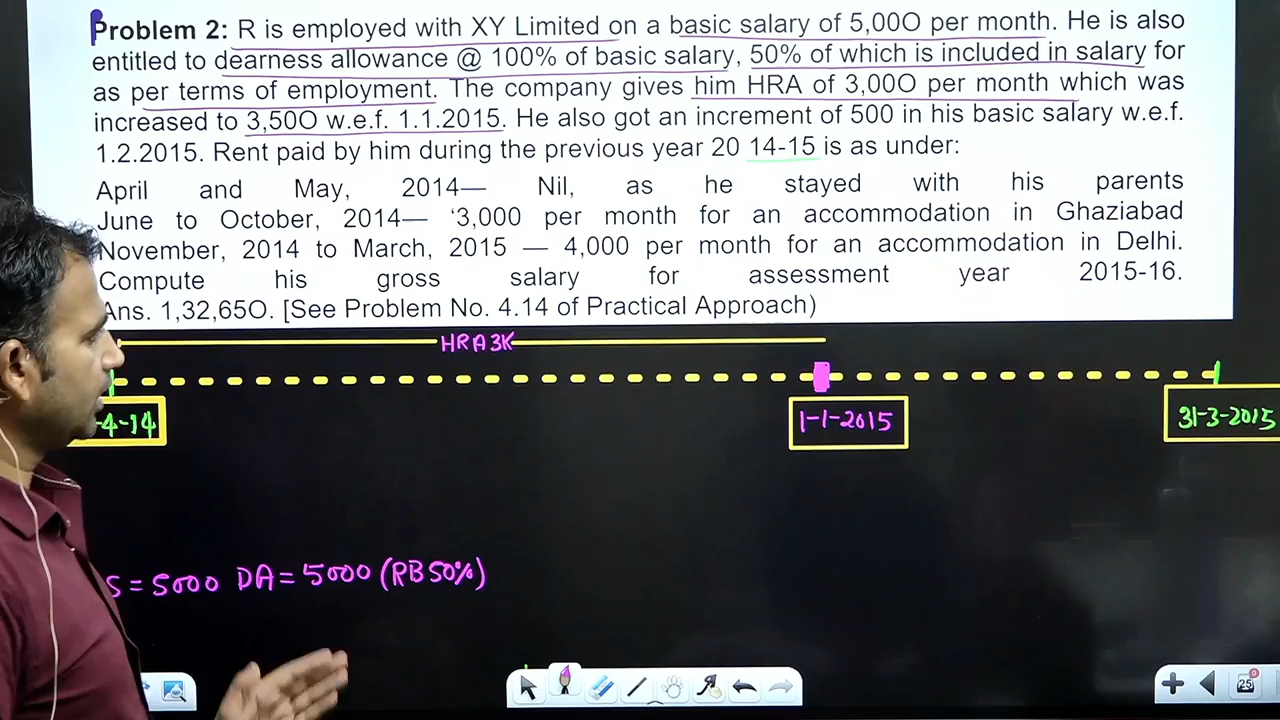 Problem 2: R is employed with XY Limited on a basic salary of 5,00O per month. He is also
entitled to dearness allowance @ 100% of basic salary, 50% of which is included in salary for
as per terms of employment. The company gives him HRA of 3,00O per month which was
increased to 3,50O w.e.f. 1.1.2015. He also got an increment of 500 in his basic salary w.e.f.
1.2.2015. Rent paid by him during the previous year 20 14-15 is as under:
April and May, 2014— Nil, as he stayed with his parents
June to October, 2014— ‘3,000 per month for an accommodation in Ghaziabad
November, 2014 to March, 2015 — 4,000 per month for an accommodation in Delhi.
Compute his gross salary for assessment year 2015-16.
Ans. 1,32,65O. [See Problem No. 4.14 of Practical Approach)
HRA 3K
-4-14
1-1-2015
31-3-2015
S = 5000 DA = 5000 (RB 50%)
25